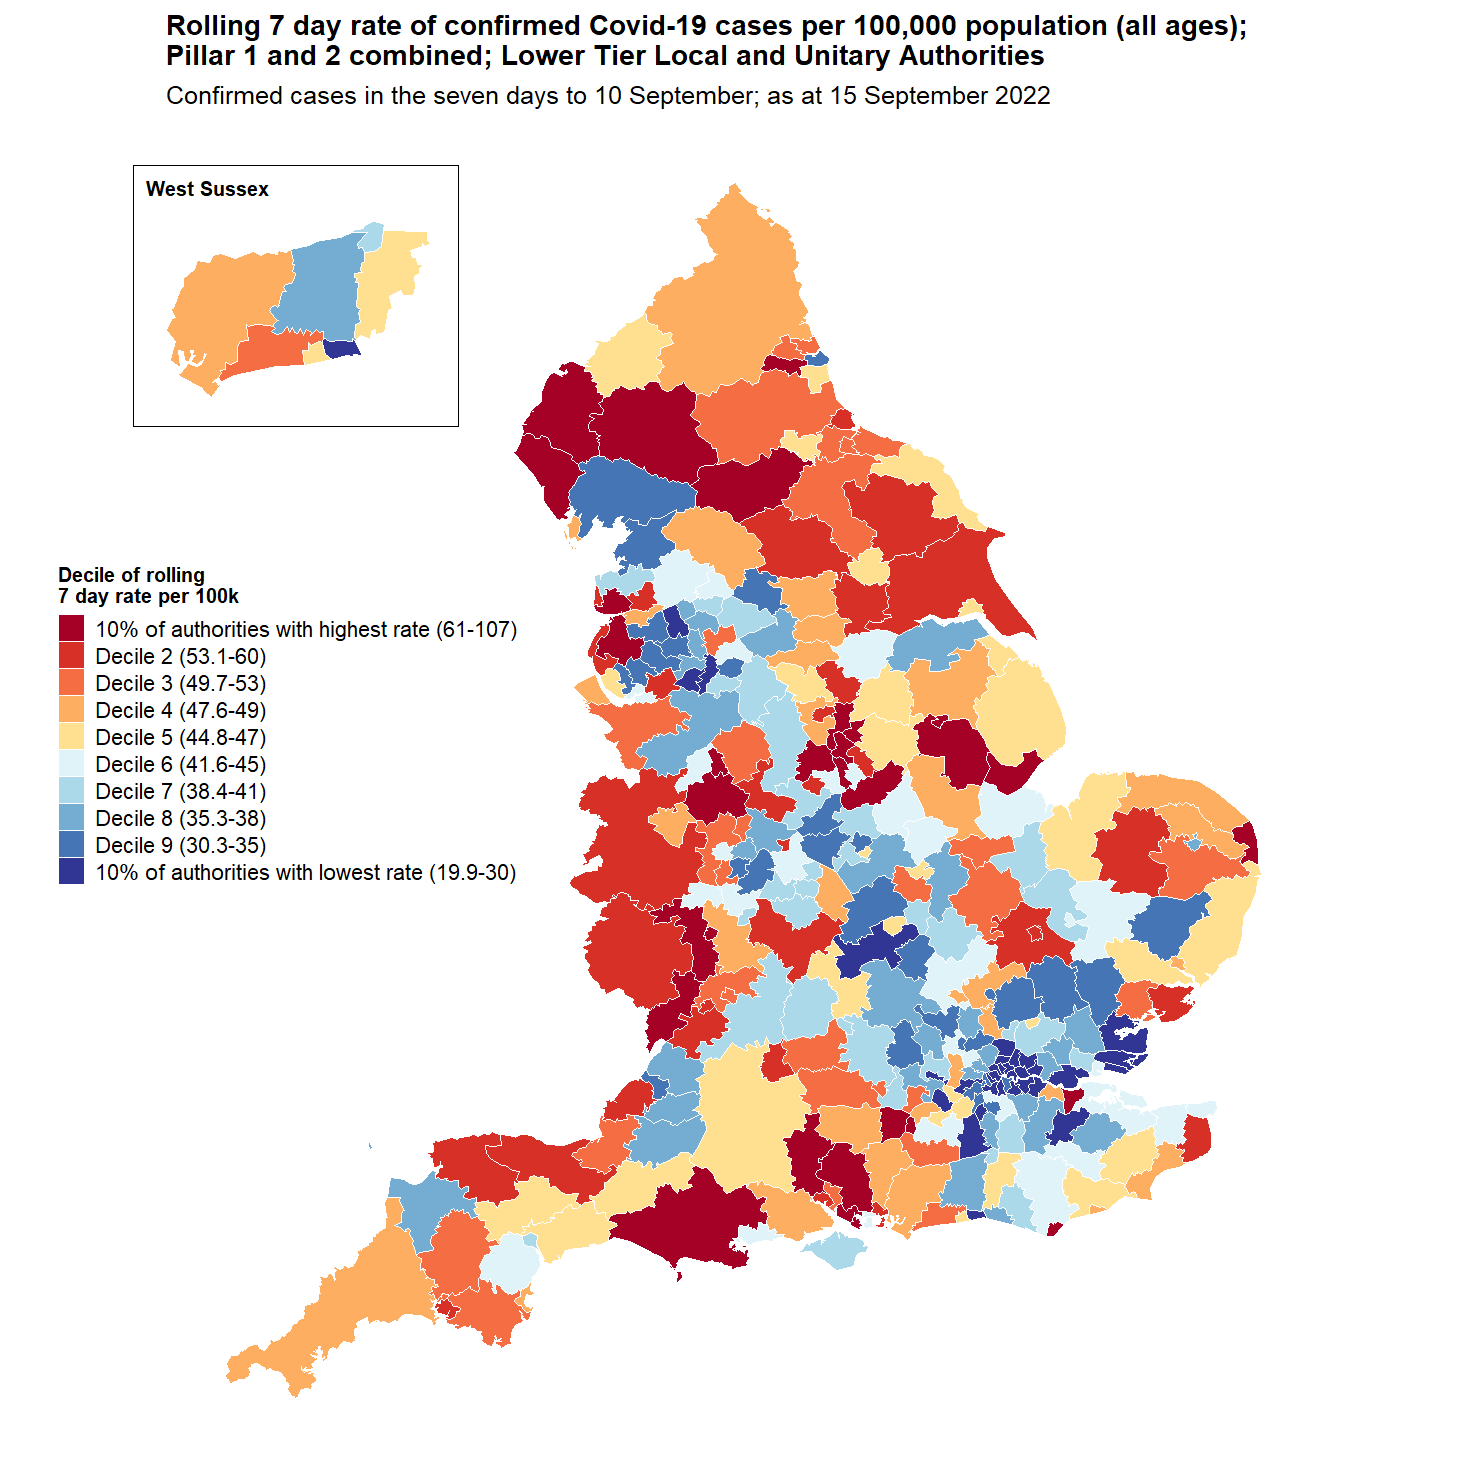 Rolling 7 day rate of confirmed Covid-19 cases per 100,000 population (all ages);
Pillar 1 and 2 combined; Lower Tier Local and Unitary Authorities
Confirmed cases in the seven days to 10 September; as at 15 September 2022
West Sussex
Decile of rolling
7 day rate per 100k
10% of authorities with highest rate (61-107)
Decile 2 (53.1-60)
Decile 3 (49.7-53)
Decile 4 (47.6-49)
Decile 5 (44.8-47)
Decile 6 (41.6-45)
Decile 7 (38.4-41)
Decile 8 (35.3-38)
Decile 9 (30.3-35)
10% of authorities with lowest rate (19.9-30)